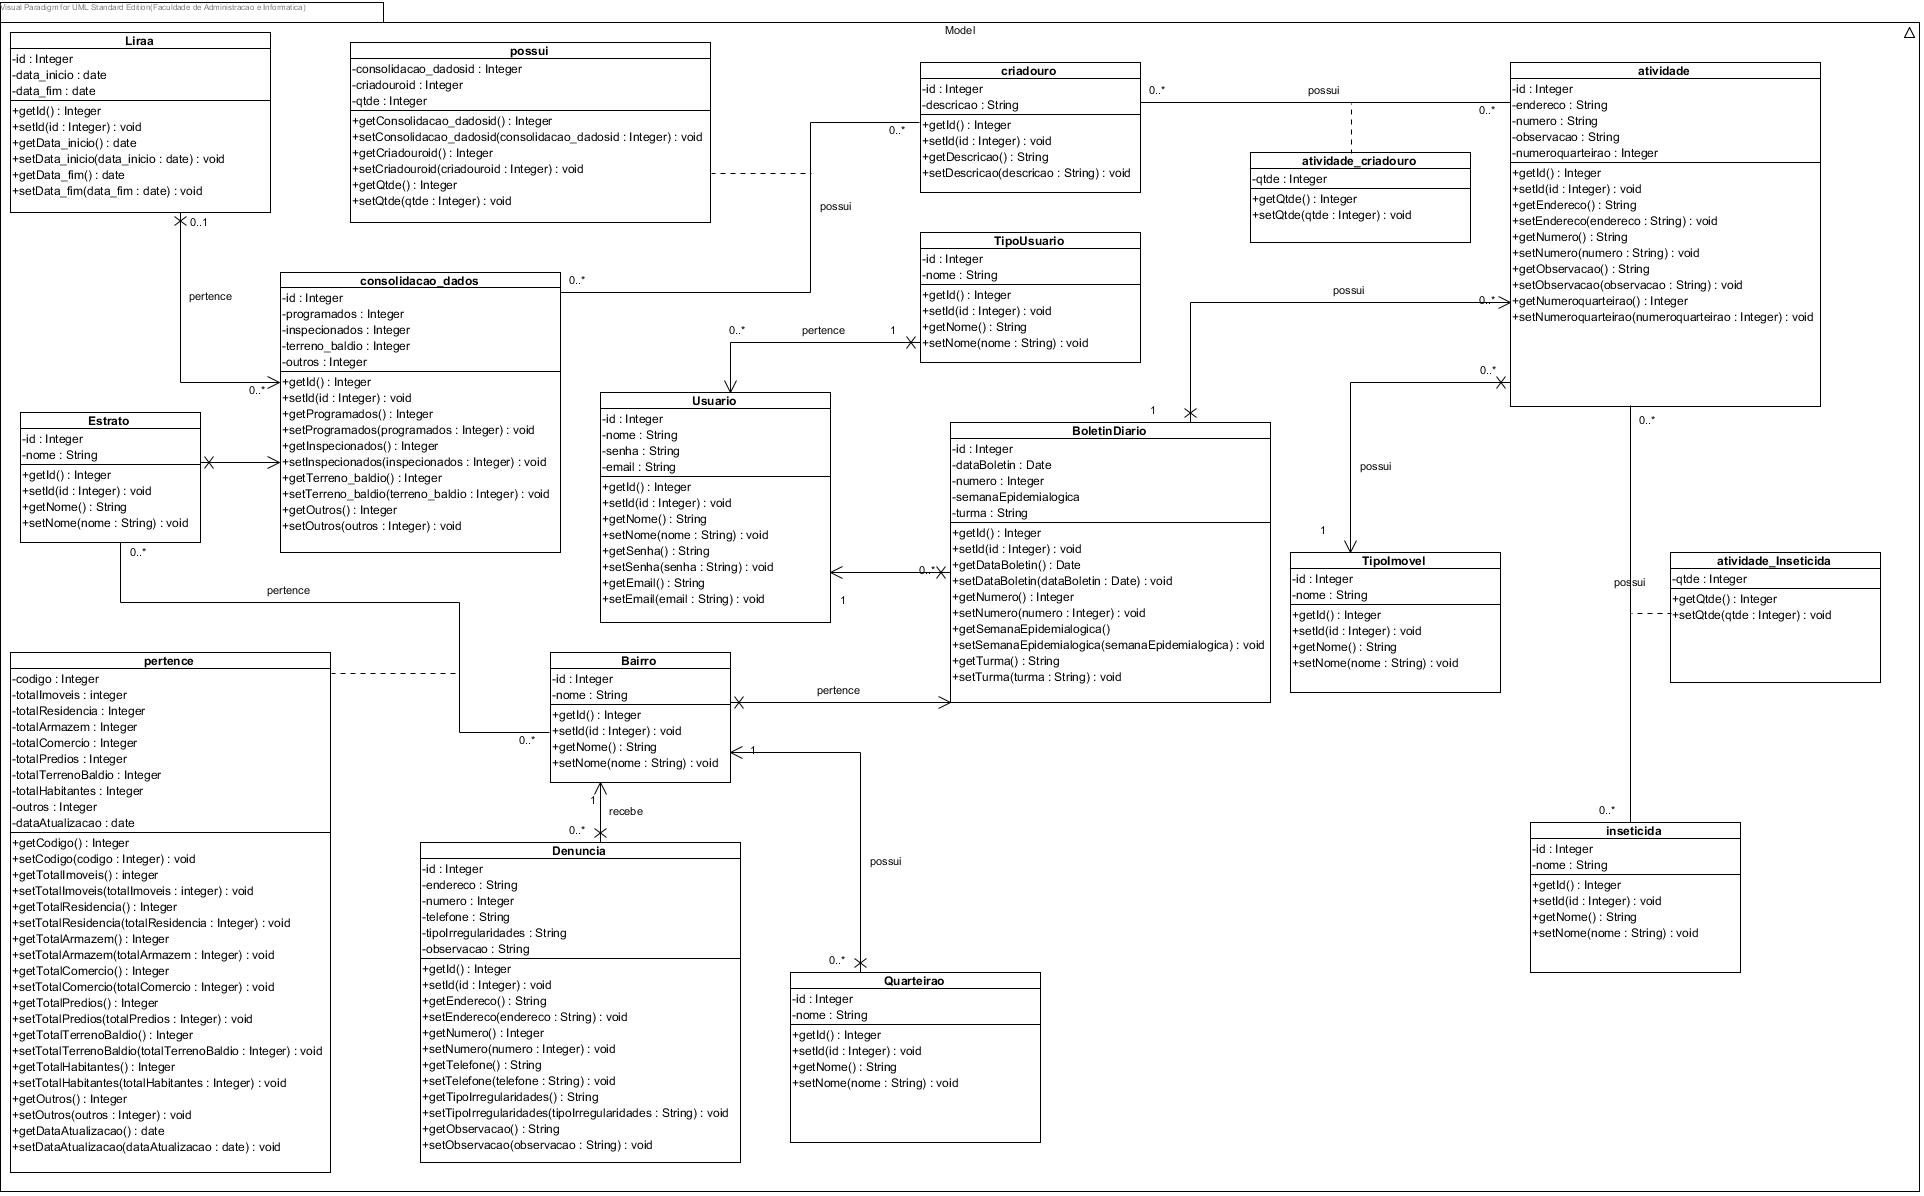 Visual Paradigm for UML Standard Edition(Faculdade de Administracao e Informatica)
Model
Liraa
-id : Integer
-data_inicio : date
-data_fim : date
+getId() : Integer
+setId(id : Integer) : void
+getData_inicio() : date
+setData_inicio(data_inicio : date) : void
+getData_fim() : date
+setData_fim(data_fim : date) : void
possui
-consolidacao_dadosid : Integer
-criadouroid : Integer
-qtde : Integer
+getConsolidacao_dadosid() : Integer
+setConsolidacao_dadosid(consolidacao_dadosid : Integer) : void
+getCriadouroid() : Integer
+setCriadouroid(criadouroid : Integer) : void
+getQtde() : Integer
+setQtde(qtde : Integer) : void
criadouro
-id : Integer
-descricao : String
+getId() : Integer
+setId(id : Integer) : void
+getDescricao() : String
+setDescricao(descricao : String) : void
0..*
possui
0..*
atividade
-id : Integer
-endereco : String
-numero : String
-observacao : String
-numeroquarteirao : Integer
+getId() : Integer
+setId(id : Integer) : void
+getEndereco() : String
+setEndereco(endereco : String) : void
+getNumero() : String
+setNumero(numero : String) : void
+getObservacao() : String
+setObservacao(observacao : String) : void
+getNumeroquarteirao() : Integer
+setNumeroquarteirao(numeroquarteirao : Integer) : void
atividade_criadouro
-qtde : Integer
+getQtde() : Integer
+setQtde(qtde : Integer) : void
0..*
possui
0..*
0..1
pertence
0..*
consolidacao_dados
-id : Integer
-programados : Integer
-inspecionados : Integer
-terreno_baldio : Integer
-outros : Integer
+getId() : Integer
+setId(id : Integer) : void
+getProgramados() : Integer
+setProgramados(programados : Integer) : void
+getInspecionados() : Integer
+setInspecionados(inspecionados : Integer) : void
+getTerreno_baldio() : Integer
+setTerreno_baldio(terreno_baldio : Integer) : void
+getOutros() : Integer
+setOutros(outros : Integer) : void
TipoUsuario
-id : Integer
-nome : String
+getId() : Integer
+setId(id : Integer) : void
+getNome() : String
+setNome(nome : String) : void
0..*
pertence
1
possui
0..*
1
Usuario
-id : Integer
-nome : String
-senha : String
-email : String
+getId() : Integer
+setId(id : Integer) : void
+getNome() : String
+setNome(nome : String) : void
+getSenha() : String
+setSenha(senha : String) : void
+getEmail() : String
+setEmail(email : String) : void
0..*
1
BoletinDiario
-id : Integer
-dataBoletin : Date
-numero : Integer
-semanaEpidemialogica
-turma : String
+getId() : Integer
+setId(id : Integer) : void
+getDataBoletin() : Date
+setDataBoletin(dataBoletin : Date) : void
+getNumero() : Integer
+setNumero(numero : Integer) : void
+getSemanaEpidemialogica()
+setSemanaEpidemialogica(semanaEpidemialogica) : void
+getTurma() : String
+setTurma(turma : String) : void
0..*
possui
1
TipoImovel
-id : Integer
-nome : String
+getId() : Integer
+setId(id : Integer) : void
+getNome() : String
+setNome(nome : String) : void
0..*
possui
0..*
atividade_Inseticida
-qtde : Integer
+getQtde() : Integer
+setQtde(qtde : Integer) : void
Estrato
-id : Integer
-nome : String
+getId() : Integer
+setId(id : Integer) : void
+getNome() : String
+setNome(nome : String) : void
0..*
pertence
0..*
pertence
-codigo : Integer
-totalImoveis : integer
-totalResidencia : Integer
-totalArmazem : Integer
-totalComercio : Integer
-totalPredios : Integer
-totalTerrenoBaldio : Integer
-totalHabitantes : Integer
-outros : Integer
-dataAtualizacao : date
+getCodigo() : Integer
+setCodigo(codigo : Integer) : void
+getTotalImoveis() : integer
+setTotalImoveis(totalImoveis : integer) : void
+getTotalResidencia() : Integer
+setTotalResidencia(totalResidencia : Integer) : void
+getTotalArmazem() : Integer
+setTotalArmazem(totalArmazem : Integer) : void
+getTotalComercio() : Integer
+setTotalComercio(totalComercio : Integer) : void
+getTotalPredios() : Integer
+setTotalPredios(totalPredios : Integer) : void
+getTotalTerrenoBaldio() : Integer
+setTotalTerrenoBaldio(totalTerrenoBaldio : Integer) : void
+getTotalHabitantes() : Integer
+setTotalHabitantes(totalHabitantes : Integer) : void
+getOutros() : Integer
+setOutros(outros : Integer) : void
+getDataAtualizacao() : date
+setDataAtualizacao(dataAtualizacao : date) : void
Bairro
-id : Integer
-nome : String
+getId() : Integer
+setId(id : Integer) : void
+getNome() : String
+setNome(nome : String) : void
pertence
1
1
recebe
0..*
Denuncia
-id : Integer
-endereco : String
-numero : Integer
-telefone : String
-tipoIrregularidades : String
-observacao : String
+getId() : Integer
+setId(id : Integer) : void
+getEndereco() : String
+setEndereco(endereco : String) : void
+getNumero() : Integer
+setNumero(numero : Integer) : void
+getTelefone() : String
+setTelefone(telefone : String) : void
+getTipoIrregularidades() : String
+setTipoIrregularidades(tipoIrregularidades : String) : void
+getObservacao() : String
+setObservacao(observacao : String) : void
possui
0..*
Quarteirao
-id : Integer
-nome : String
+getId() : Integer
+setId(id : Integer) : void
+getNome() : String
+setNome(nome : String) : void
inseticida
-id : Integer
-nome : String
+getId() : Integer
+setId(id : Integer) : void
+getNome() : String
+setNome(nome : String) : void